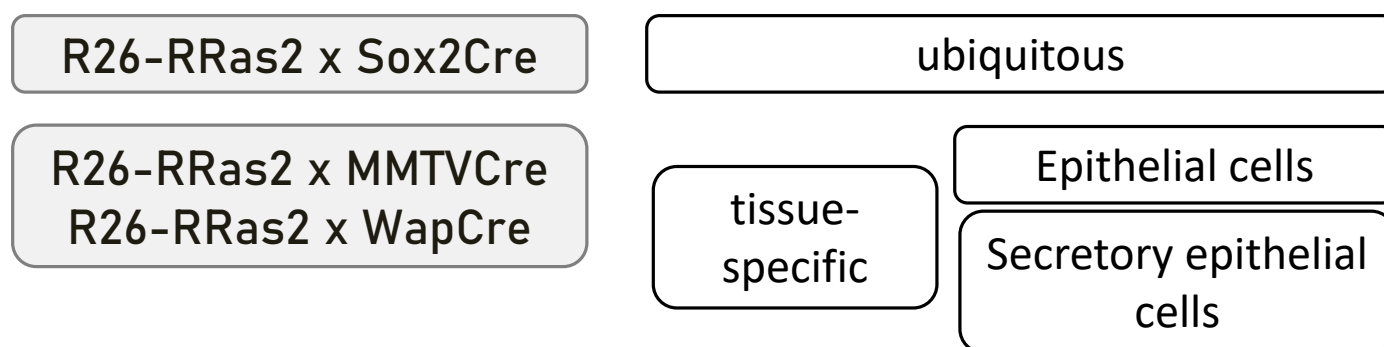 R26-RRas2 x Sox2Cre
ubiquitous
R26-RRas2 x MMTVCre
R26-RRas2 x WapCre
tissue-
specific
Epithelial cells
Secretory epithelial
cells